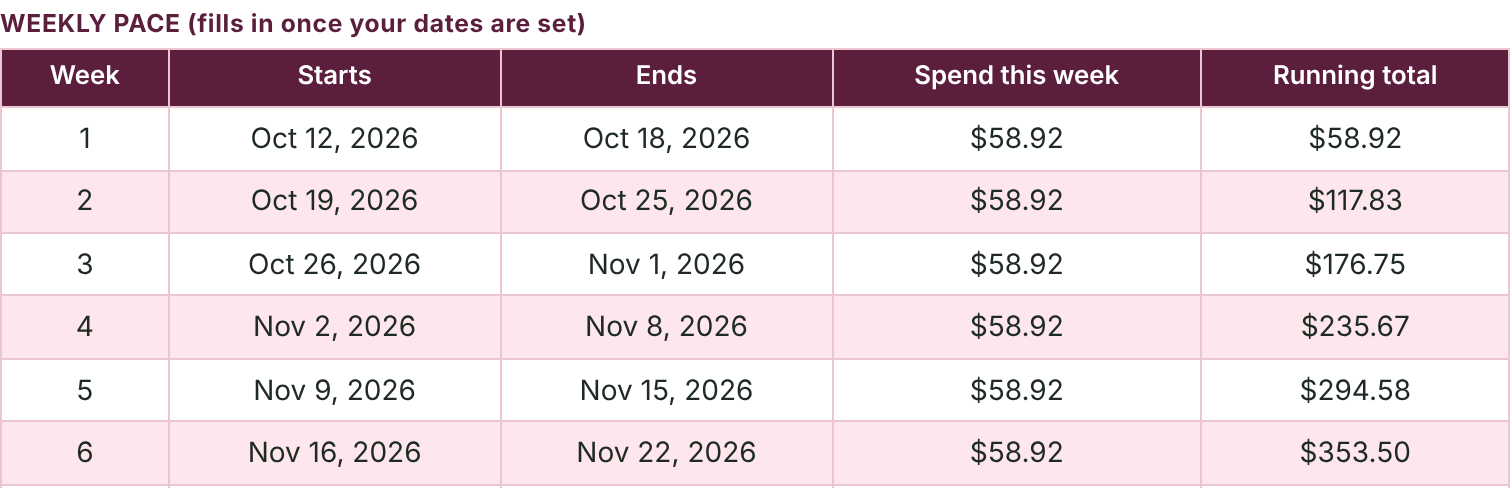 WEEKLY PACE (fills in once your dates are set)
Week Starts Ends Spend this week Running total
1 Oct 12, 2026 Oct 18, 2026 $58.92 $58.92
2 Oct 19, 2026 Oct 25, 2026 $58.92 $117.83
3 Oct 26, 2026 Nov 1, 2026 $58.92 $176.75
4 Nov 2, 2026 Nov 8, 2026 $58.92 $235.67
5 Nov 9, 2026 Nov 15, 2026 $58.92 $294.58
6 Nov 16, 2026 Nov 22, 2026 $58.92 $353.50